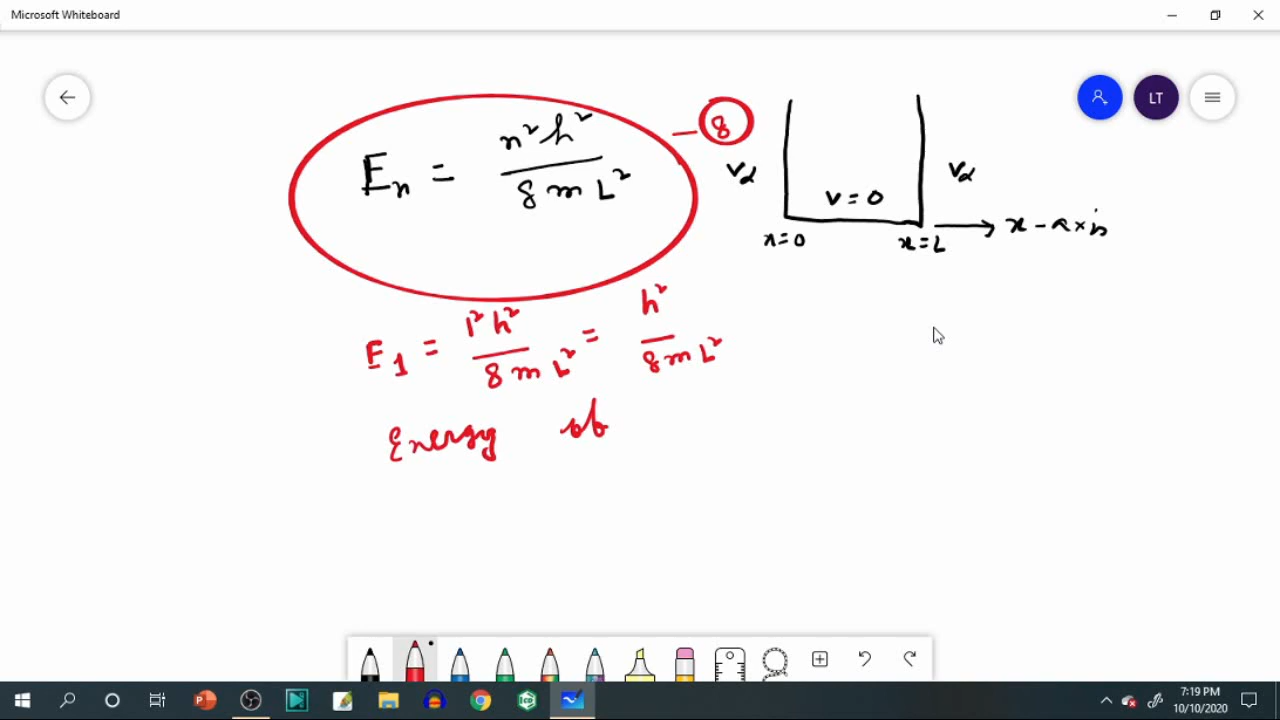 Microsoft Whiteboard
LT
Eₙ = n²h² / 8mL² – 8
V∝ V=0 V∝
x=0 x=L → x-axis
E₁ = 1²h² / 8mL² = h² / 8mL²
Energy of
7:19 PM
10/10/2020